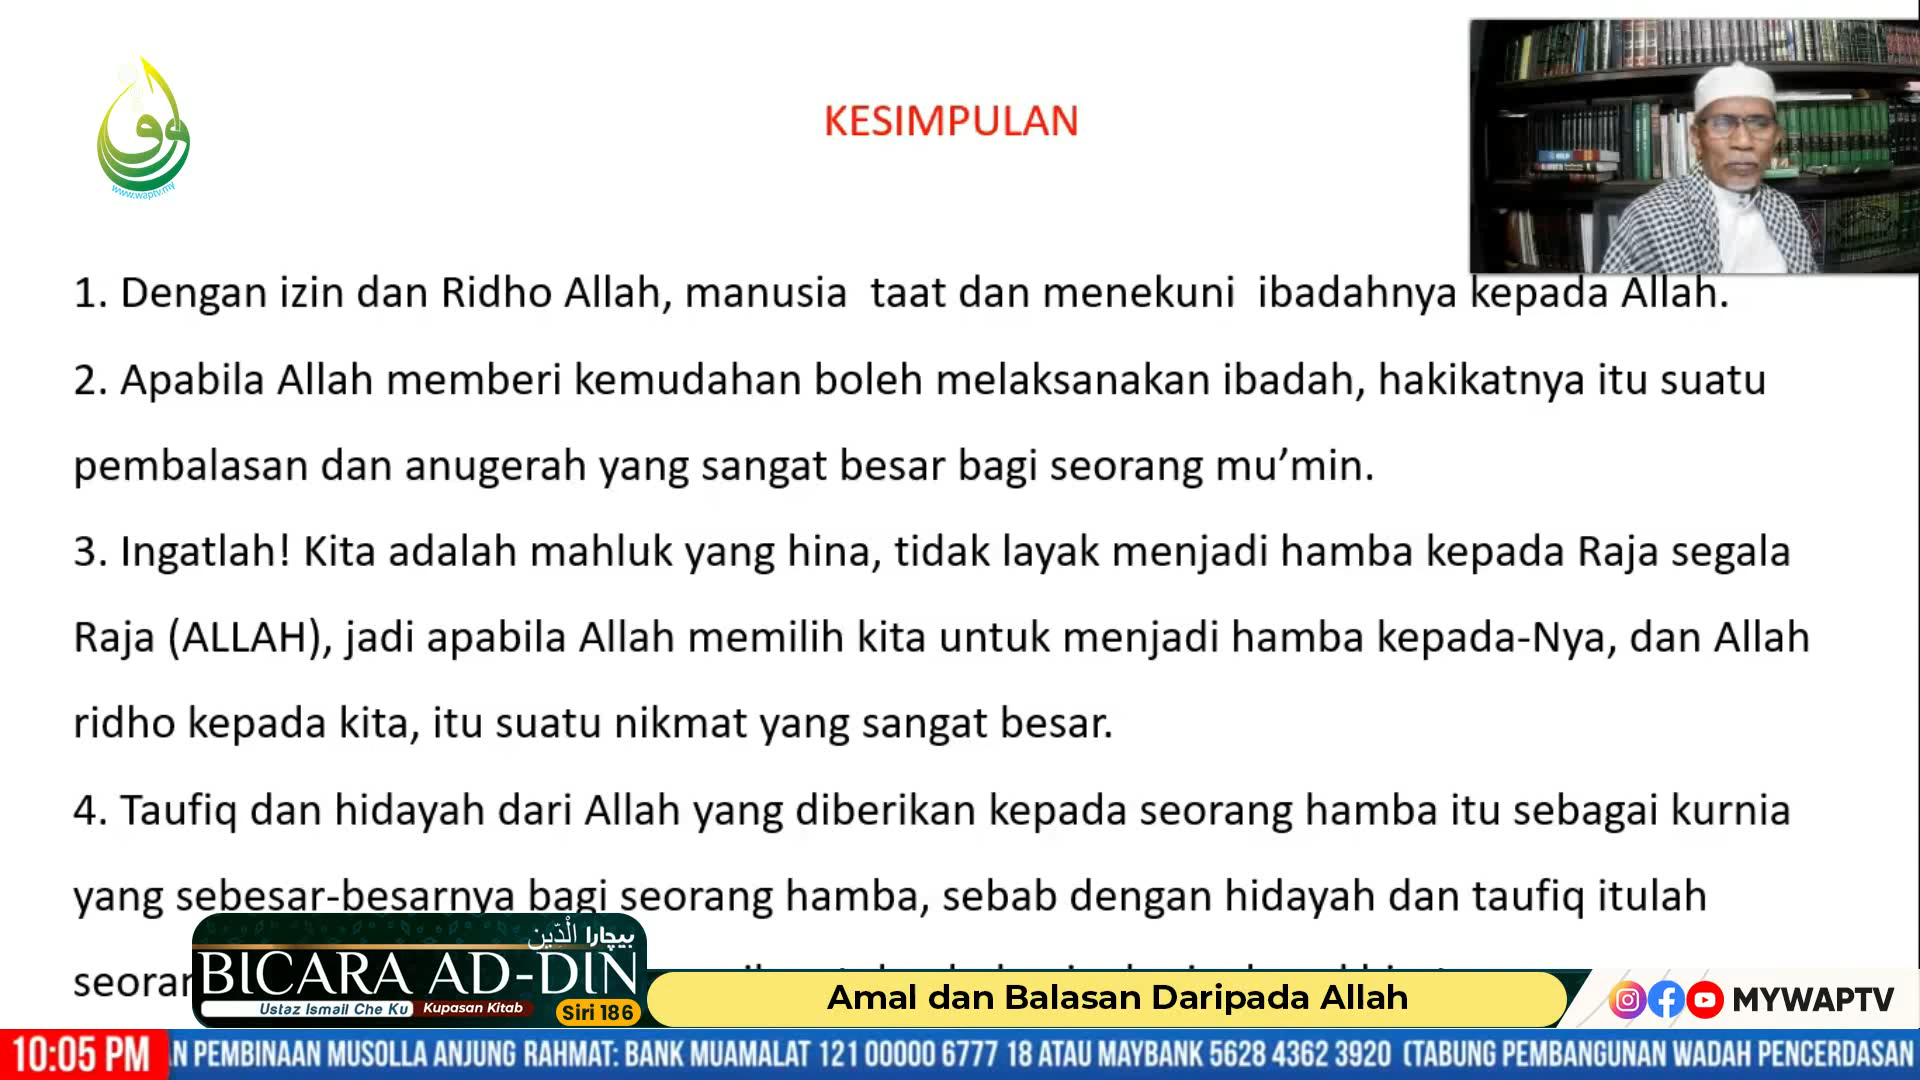 www.waptv.my
KESIMPULAN
1. Dengan izin dan Ridho Allah, manusia  taat dan menekuni  ibadahnya kepada Allah.
2. Apabila Allah memberi kemudahan boleh melaksanakan ibadah, hakikatnya itu suatu
pembalasan dan anugerah yang sangat besar bagi seorang mu’min.
3. Ingatlah! Kita adalah mahluk yang hina, tidak layak menjadi hamba kepada Raja segala
Raja (ALLAH), jadi apabila Allah memilih kita untuk menjadi hamba kepada-Nya, dan Allah
ridho kepada kita, itu suatu nikmat yang sangat besar.
4. Taufiq dan hidayah dari Allah yang diberikan kepada seorang hamba itu sebagai kurnia
yang sebesar-besarnya bagi seorang hamba, sebab dengan hidayah dan taufiq itulah
seoran
بيچارا الْدِّين
BICARA AD-DIN
Ustaz Ismail Che Ku Kupasan Kitab
Siri 186
Amal dan Balasan Daripada Allah
MYWAPTV
10:05 PM
N PEMBINAAN MUSOLLA ANJUNG RAHMAT: BANK MUAMALAT 121 00000 6777 18 ATAU MAYBANK 5628 4362 3920 (TABUNG PEMBANGUNAN WADAH PENCERDASAN